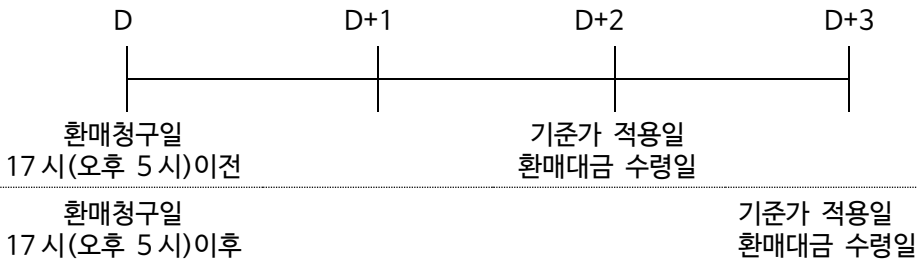 D D+1 D+2 D+3
환매청구일 기준가 적용일
17시(오후 5시)이전 환매대금 수령일
환매청구일 기준가 적용일
17시(오후 5시)이후 환매대금 수령일